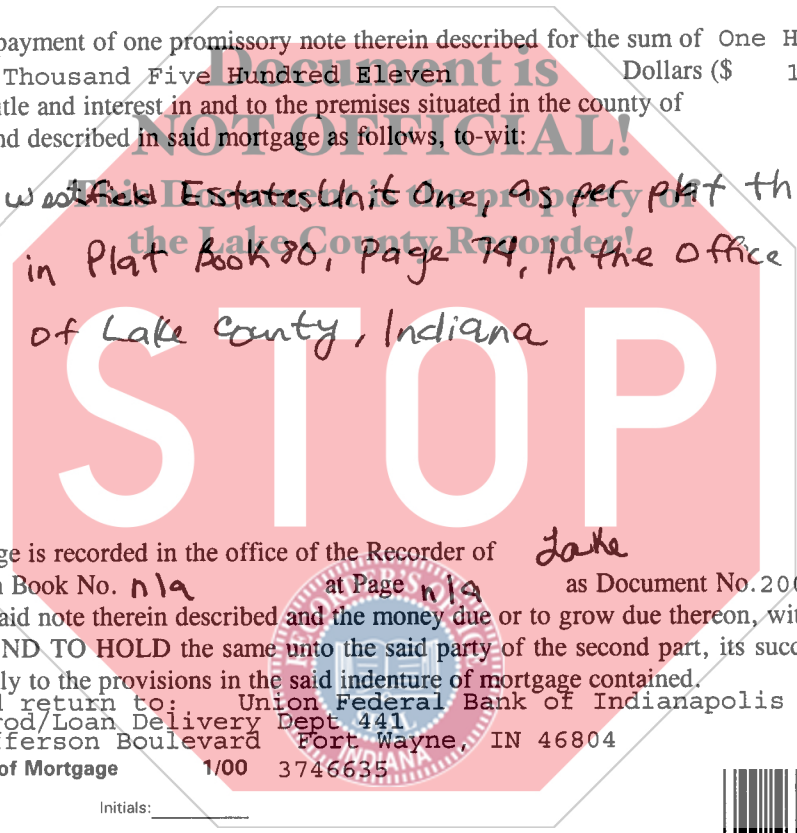 payment of one promissory note therein described for the sum of One H
Thousand Five Hundred Eleven Dollars ($ 1
tle and interest in and to the premises situated in the county of
nd described in said mortgage as follows, to-wit:
Document is
NOT OFFICIAL!
This Document is the property of
the Lake County Recorder!
Westfield Estates Unit One, as per plat th
in Plat Book 80, Page 74, In the Office
of Lake County, Indiana
STOP
ge is recorded in the office of the Recorder of Lake
n Book No. n/a at Page n/a as Document No. 200
aid note therein described and the money due or to grow due thereon, wit
ND TO HOLD the same unto the said party of the second part, its succ
ly to the provisions in the said indenture of mortgage contained.
l return to: Union Federal Bank of Indianapolis
rod/Loan Delivery Dept 441
fferson Boulevard Fort Wayne, IN 46804
of Mortgage 1/00 3746635
Initials:
RECORDER'S OFFICE
INDIANA